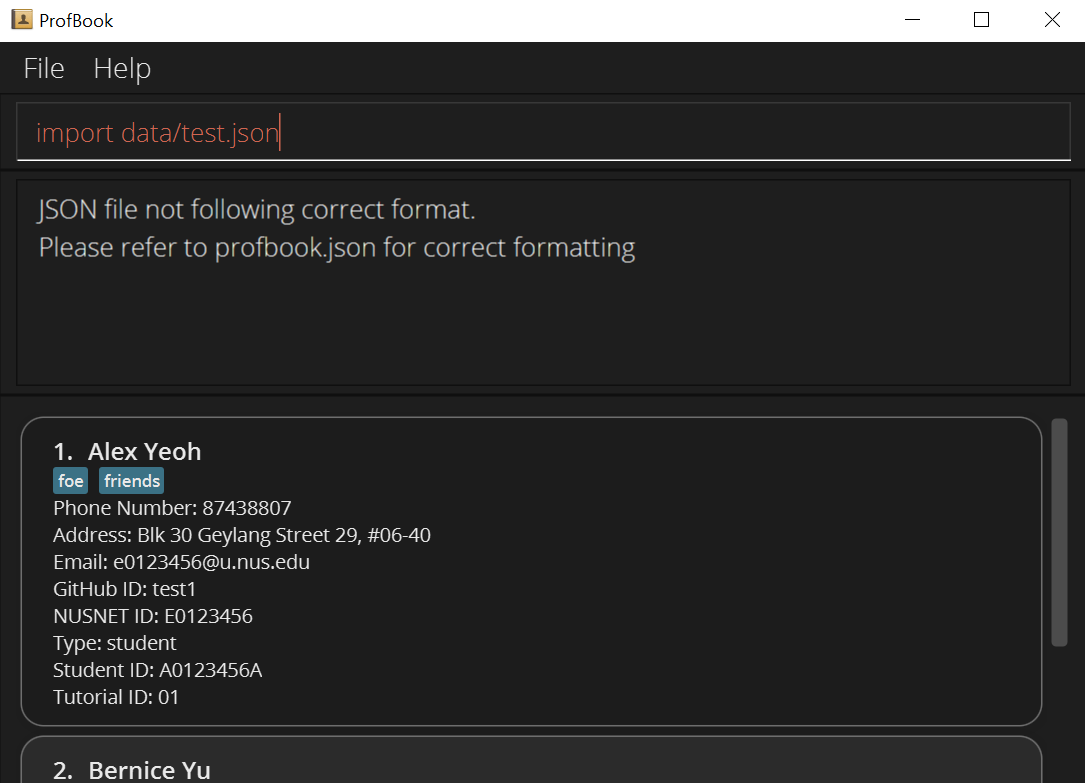 ProfBook
File Help
import data/test.json
JSON file not following correct format.
Please refer to profbook.json for correct formatting
1. Alex Yeoh
foe friends
Phone Number: 87438807
Address: Blk 30 Geylang Street 29, #06-40
Email: e0123456@u.nus.edu
GitHub ID: test1
NUSNET ID: E0123456
Type: student
Student ID: A0123456A
Tutorial ID: 01
2. Bernice Yu